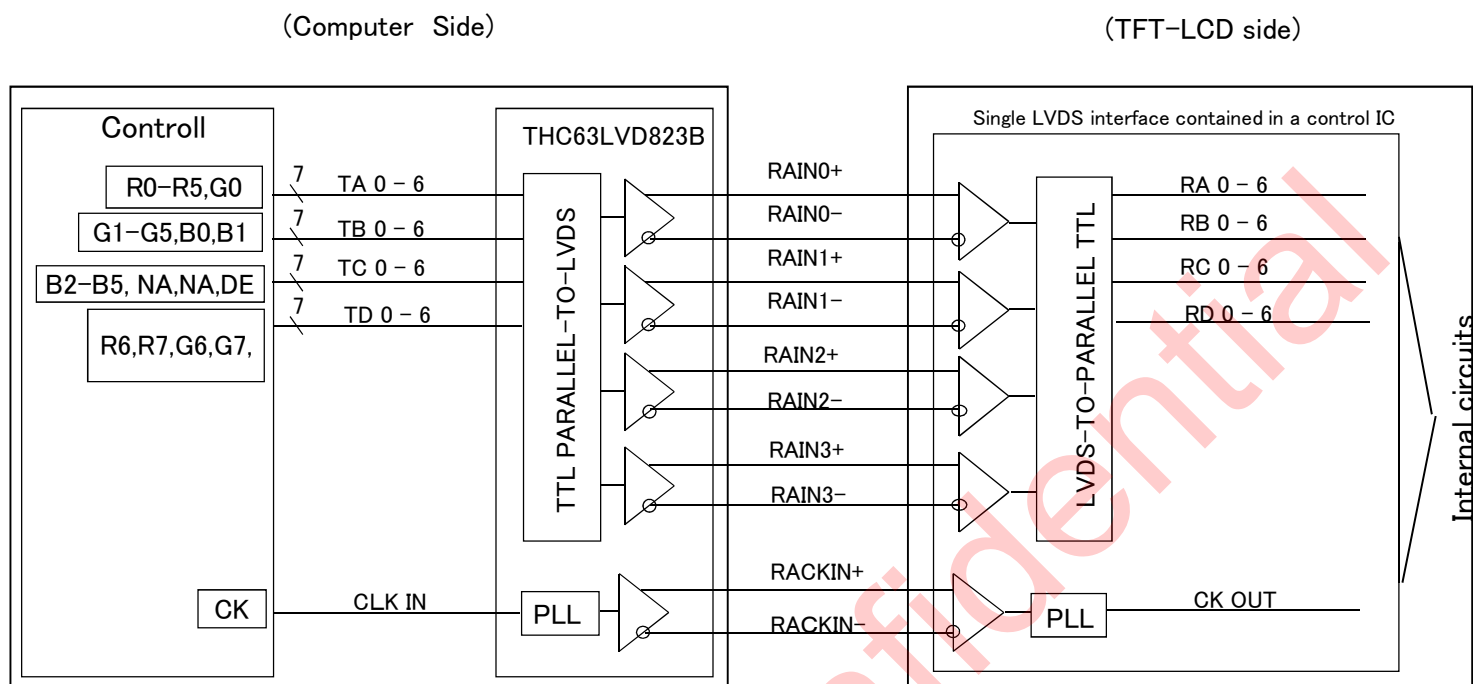 (Computer Side)
(TFT-LCD side)
Controll
THC63LVD823B
Single LVDS interface contained in a control IC
R0-R5,G0
7
TA 0 - 6
G1-G5,B0,B1
7
TB 0 - 6
B2-B5, NA,NA,DE
7
TC 0 - 6
R6,R7,G6,G7,
7
TD 0 - 6
TTL PARALLEL-TO-LVDS
RAIN0+
RAIN0-
RAIN1+
RAIN1-
RAIN2+
RAIN2-
RAIN3+
RAIN3-
LVDS-TO-PARALLEL TTL
RA 0 - 6
RB 0 - 6
RC 0 - 6
RD 0 - 6
Internal circuits
CK
CLK IN
PLL
RACKIN+
RACKIN-
PLL
CK OUT
fidential